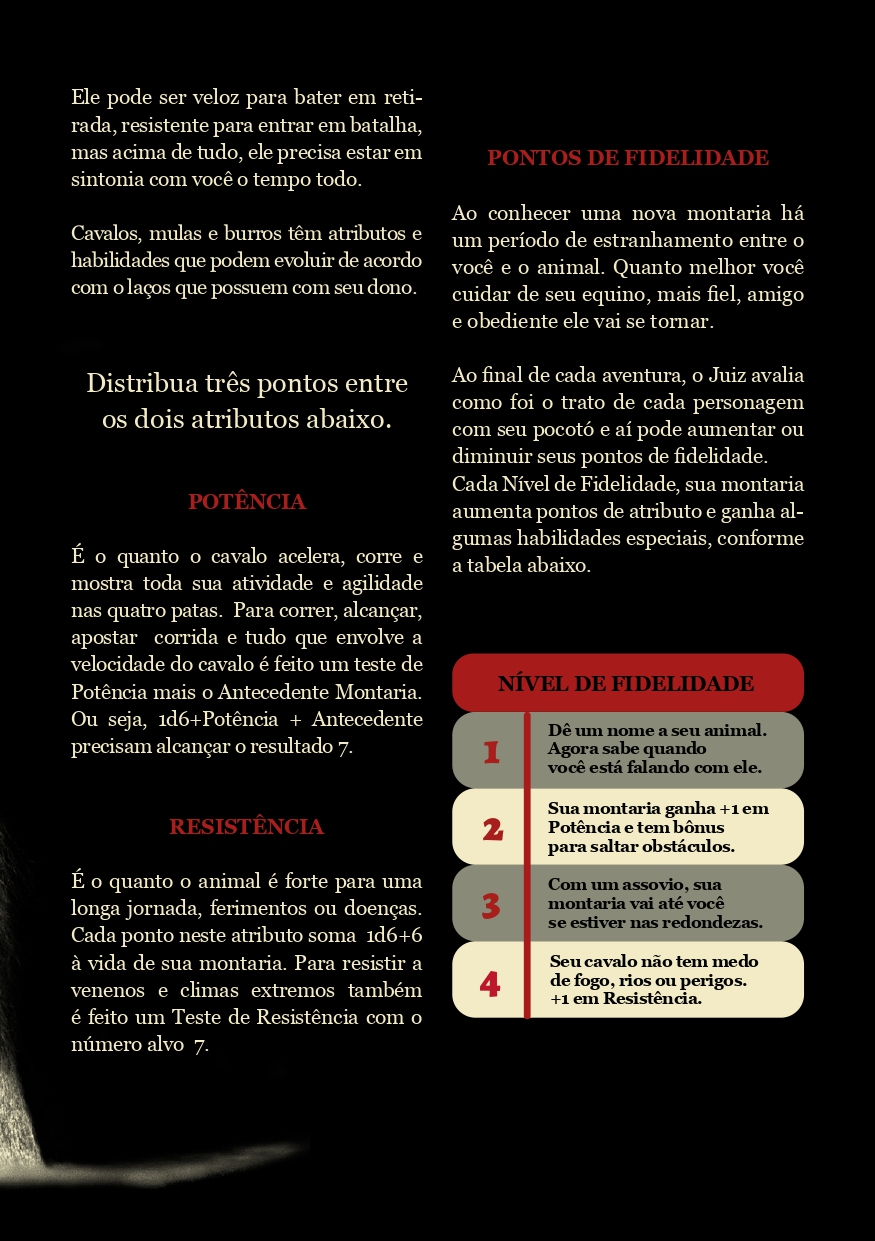 Ele pode ser veloz para bater em reti-
rada, resistente para entrar em batalha,
mas acima de tudo, ele precisa estar em
sintonia com você o tempo todo.
Cavalos, mulas e burros têm atributos e
habilidades que podem evoluir de acordo
com o laços que possuem com seu dono.
Distribua três pontos entre
os dois atributos abaixo.
POTÊNCIA
É o quanto o cavalo acelera, corre e
mostra toda sua atividade e agilidade
nas quatro patas. Para correr, alcançar,
apostar corrida e tudo que envolve a
velocidade do cavalo é feito um teste de
Potência mais o Antecedente Montaria.
Ou seja, 1d6+Potência + Antecedente
precisam alcançar o resultado 7.
RESISTÊNCIA
É o quanto o animal é forte para uma
longa jornada, ferimentos ou doenças.
Cada ponto neste atributo soma 1d6+6
à vida de sua montaria. Para resistir a
venenos e climas extremos também
é feito um Teste de Resistência com o
número alvo 7.
PONTOS DE FIDELIDADE
Ao conhecer uma nova montaria há
um período de estranhamento entre o
você e o animal. Quanto melhor você
cuidar de seu equino, mais fiel, amigo
e obediente ele vai se tornar.
Ao final de cada aventura, o Juiz avalia
como foi o trato de cada personagem
com seu pocotó e aí pode aumentar ou
diminuir seus pontos de fidelidade.
Cada Nível de Fidelidade, sua montaria
aumenta pontos de atributo e ganha al-
gumas habilidades especiais, conforme
a tabela abaixo.
NÍVEL DE FIDELIDADE
1
Dê um nome a seu animal.
Agora sabe quando
você está falando com ele.
2
Sua montaria ganha +1 em
Potência e tem bônus
para saltar obstáculos.
3
Com um assovio, sua
montaria vai até você
se estiver nas redondezas.
4
Seu cavalo não tem medo
de fogo, rios ou perigos.
+1 em Resistência.